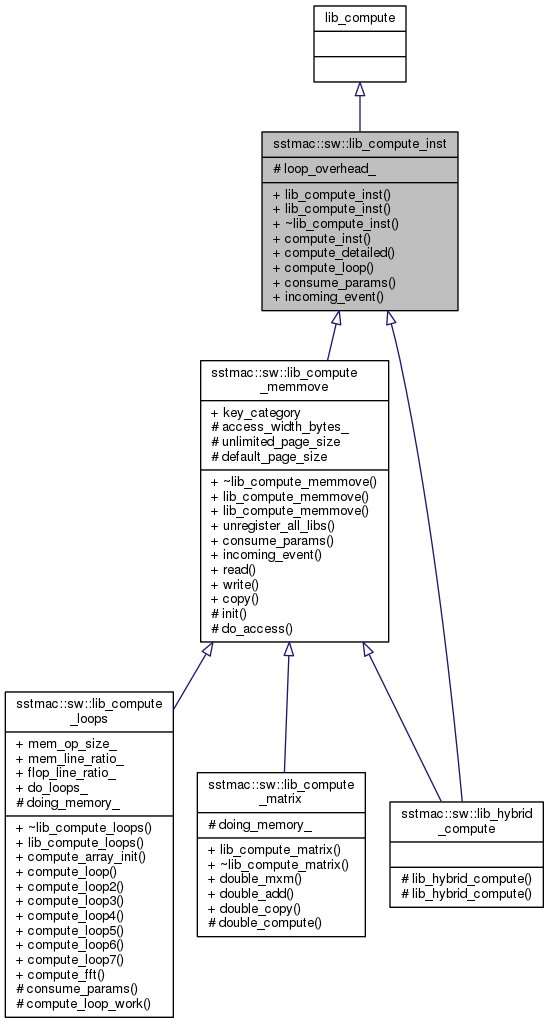 lib_compute
sstmac::sw::lib_compute_inst
# loop_overhead_
+ lib_compute_inst()
+ lib_compute_inst()
+ ~lib_compute_inst()
+ compute_inst()
+ compute_detailed()
+ compute_loop()
+ consume_params()
+ incoming_event()
sstmac::sw::lib_compute
_memmove
+ key_category
# access_width_bytes_
# unlimited_page_size
# default_page_size
+ ~lib_compute_memmove()
+ lib_compute_memmove()
+ lib_compute_memmove()
+ unregister_all_libs()
+ consume_params()
+ incoming_event()
+ read()
+ write()
+ copy()
# init()
# do_access()
sstmac::sw::lib_compute
_loops
+ mem_op_size_
+ mem_line_ratio_
+ flop_line_ratio_
+ do_loops_
# doing_memory_
+ ~lib_compute_loops()
+ lib_compute_loops()
+ compute_array_init()
+ compute_loop()
+ compute_loop2()
+ compute_loop3()
+ compute_loop4()
+ compute_loop5()
+ compute_loop6()
+ compute_loop7()
+ compute_fft()
# consume_params()
# compute_loop_work()
sstmac::sw::lib_compute
_matrix
# doing_memory_
+ lib_compute_matrix()
+ ~lib_compute_matrix()
+ double_mxm()
+ double_add()
+ double_copy()
# double_compute()
sstmac::sw::lib_hybrid
_compute
# lib_hybrid_compute()
# lib_hybrid_compute()